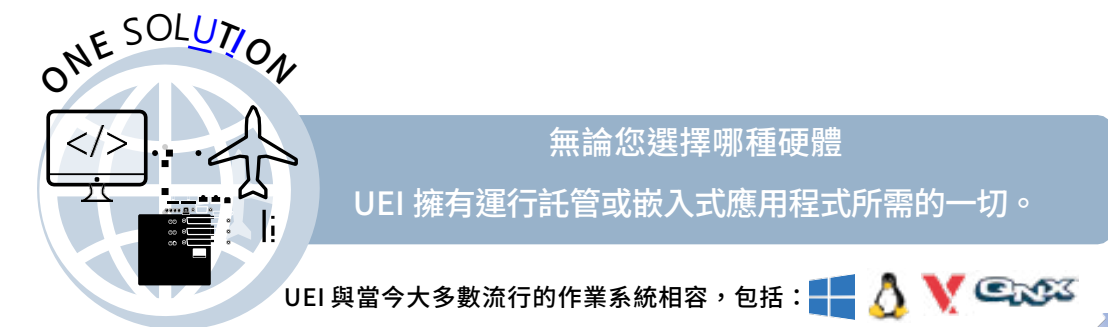 ONE SOLUTION
</>
無論您選擇哪種硬體
UEI 擁有運行託管或嵌入式應用程式所需的一切。
UEI 與當今大多數流行的作業系統相容，包括：
QNX